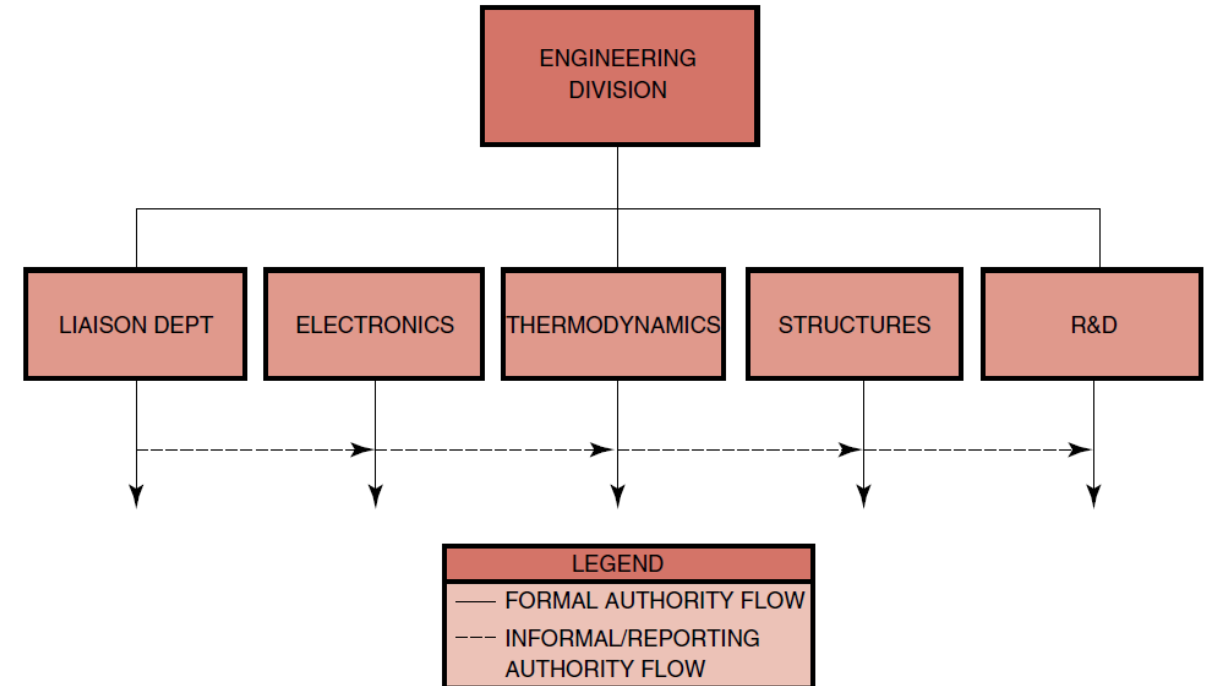 ENGINEERING
DIVISION
LIAISON DEPT
ELECTRONICS
THERMODYNAMICS
STRUCTURES
R&D
LEGEND
FORMAL AUTHORITY FLOW
INFORMAL/REPORTING
AUTHORITY FLOW